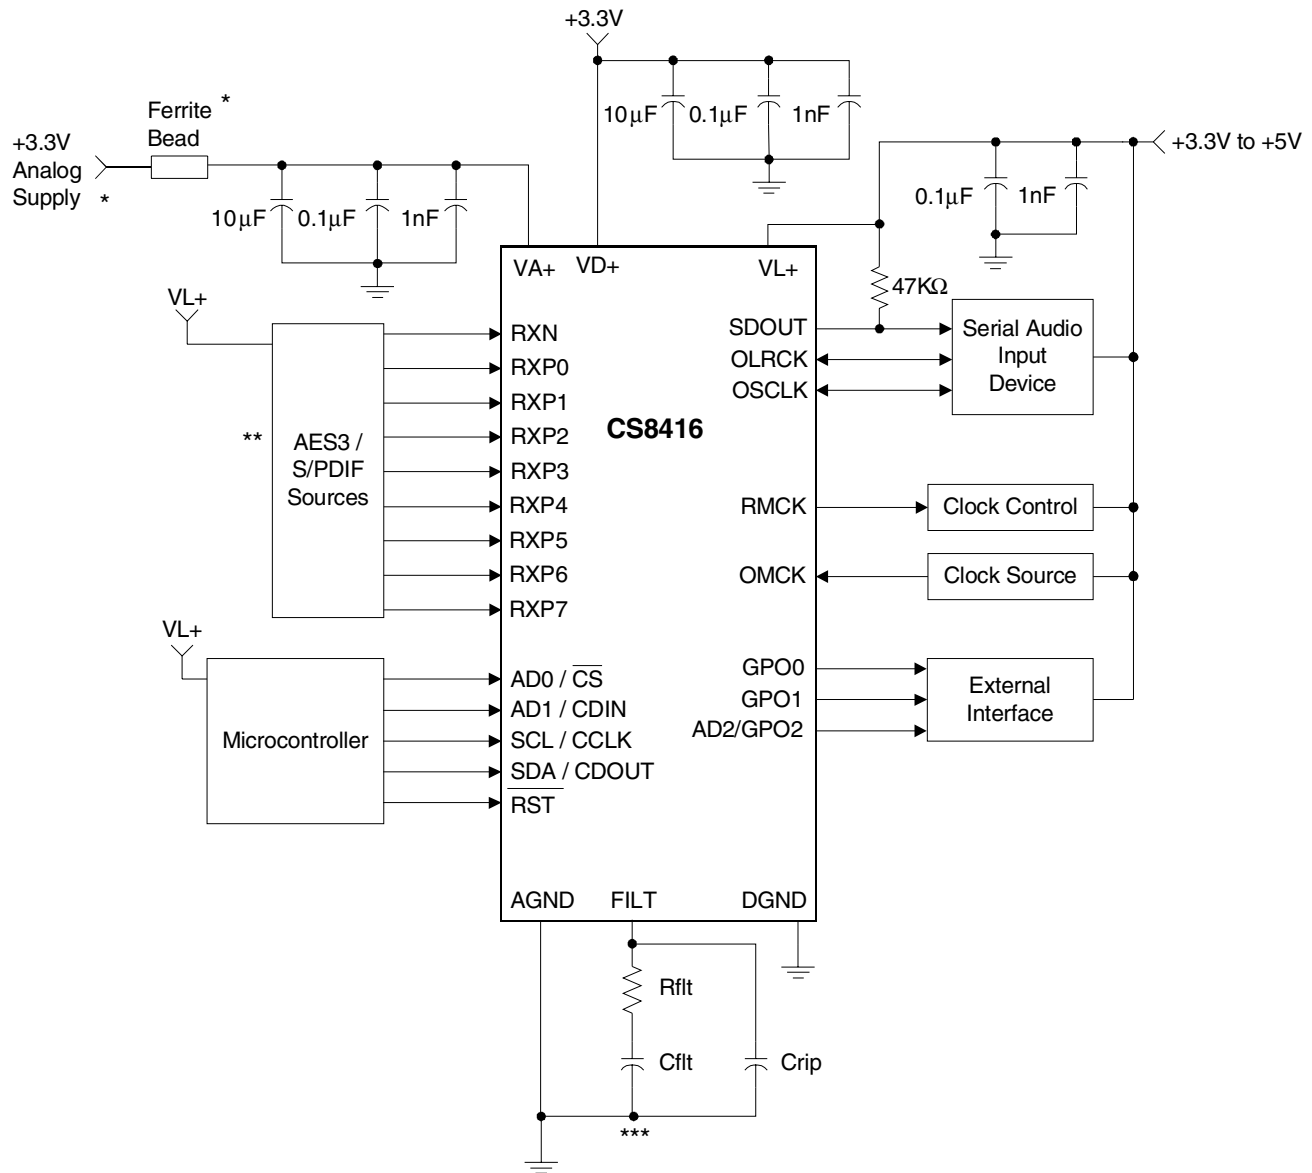 +3.3V
Ferrite *
Bead
+3.3V
Analog
Supply *
10μF 0.1μF 1nF
10μF 0.1μF 1nF
+3.3V to +5V
0.1μF 1nF
VA+ VD+ VL+
47KΩ
VL+
**
AES3 /
S/PDIF
Sources
RXN
RXP0
RXP1
RXP2
RXP3
RXP4
RXP5
RXP6
RXP7
CS8416
SDOUT
OLRCK
OSCLK
Serial Audio
Input
Device
RMCK
Clock Control
OMCK
Clock Source
VL+
Microcontroller
AD0 / C̅S̅
AD1 / CDIN
SCL / CCLK
SDA / CDOUT
R̅S̅T̅
GPO0
GPO1
AD2/GPO2
External
Interface
AGND FILT DGND
Rflt
Cflt
Crip
***